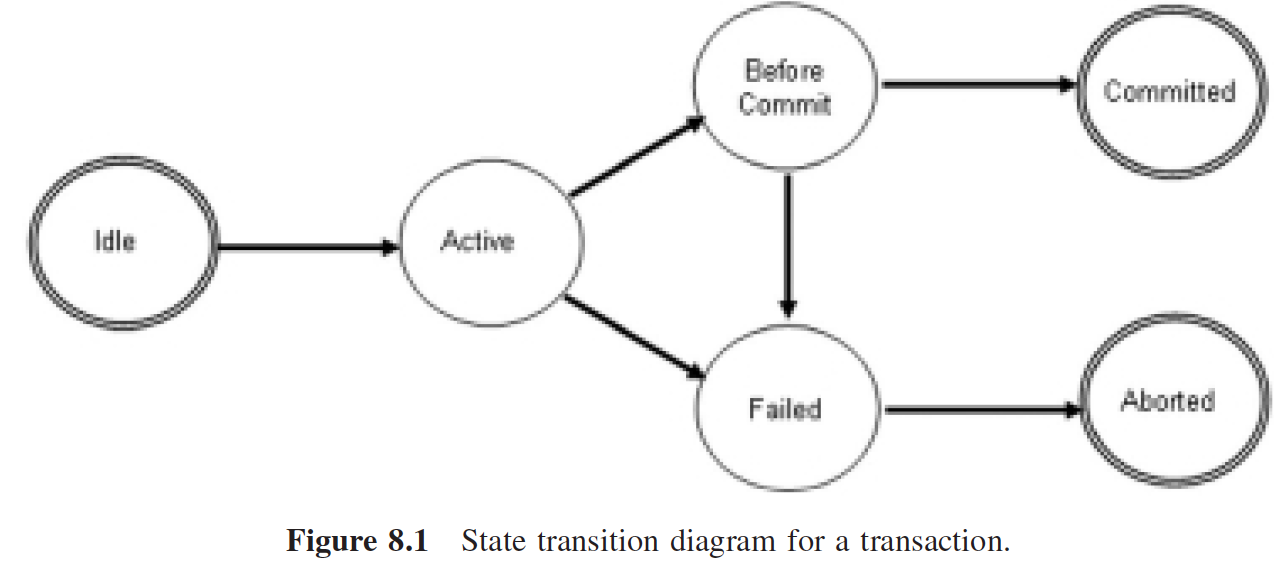 Before
Commit
Committed
Idle
Active
Failed
Aborted
Figure 8.1 State transition diagram for a transaction.